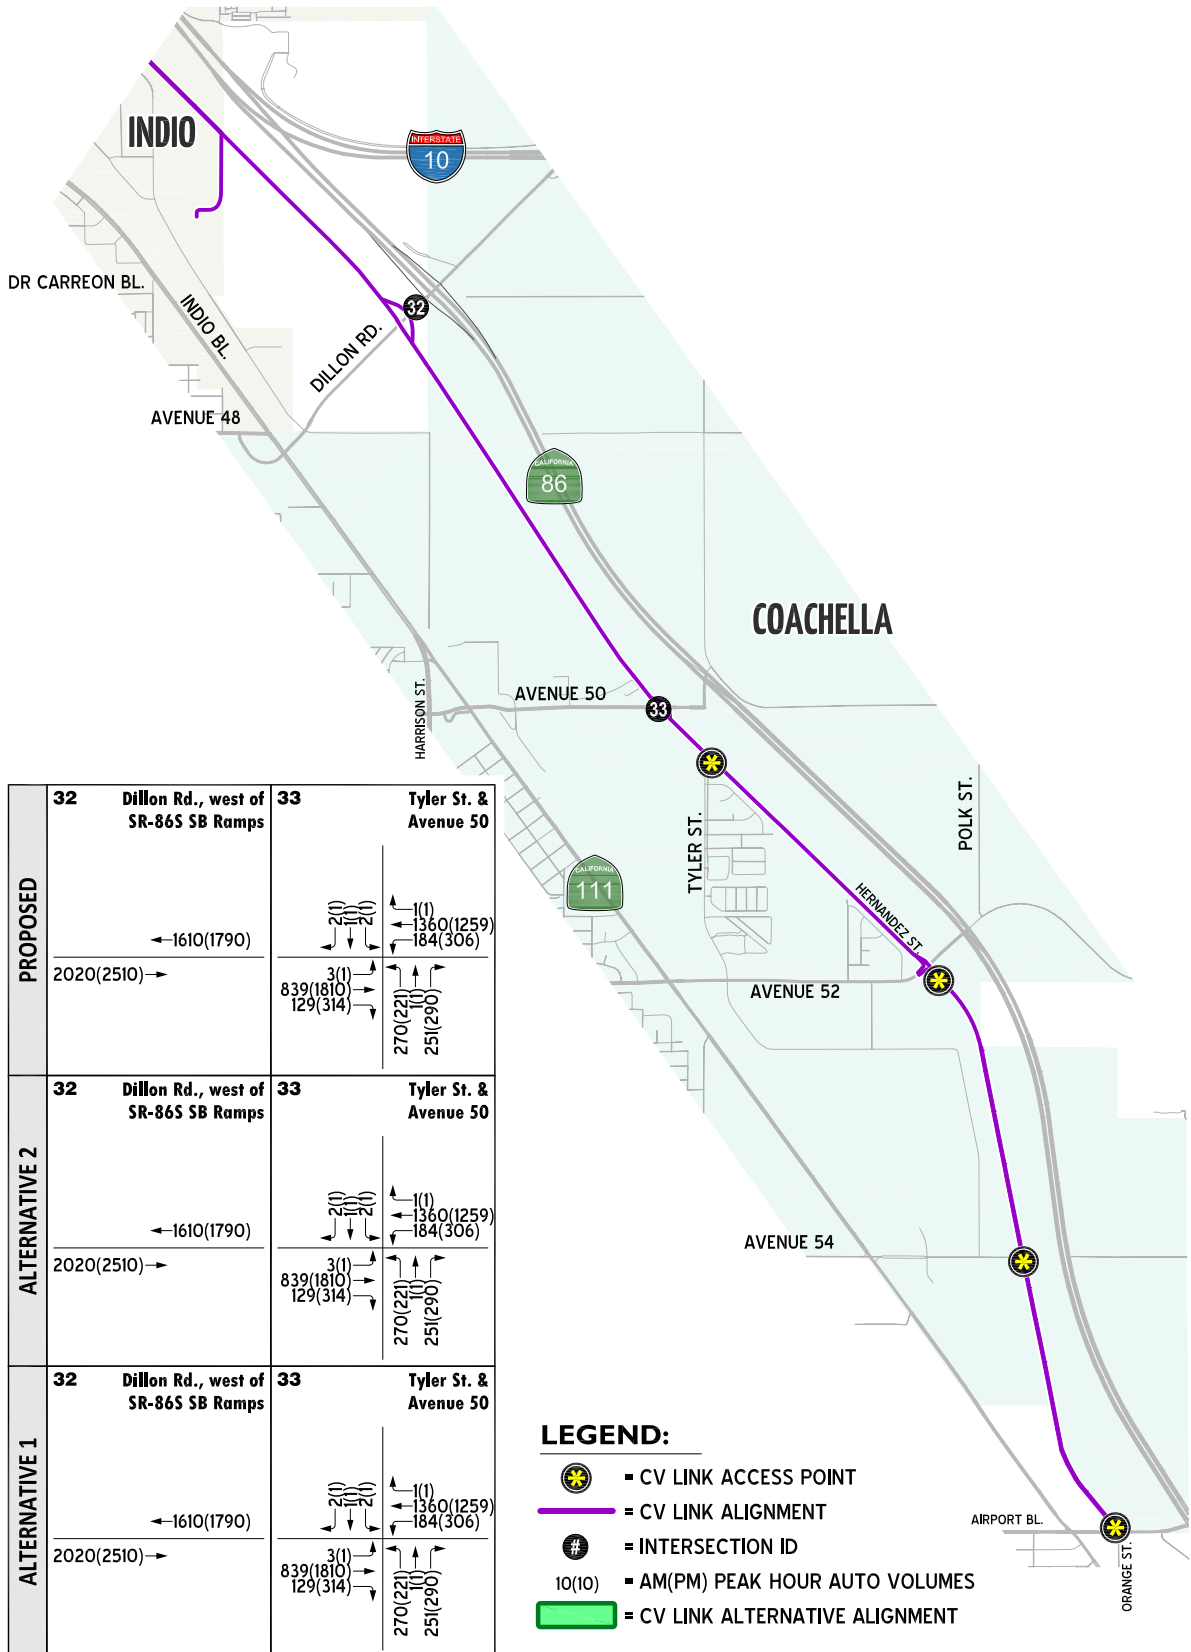 INDIO
INTERSTATE
10
DR CARREON BL.
INDIO BL.
32
DILLON RD.
AVENUE 48
CALIFORNIA
86
COACHELLA
HARRISON ST.
AVENUE 50
33
TYLER ST.
POLK ST.
CALIFORNIA
111
HERNANDEZ ST.
AVENUE 52
AVENUE 54
AIRPORT BL.
ORANGE ST.
PROPOSED
32 Dillon Rd., west of
SR-86S SB Ramps
1610(1790)
2020(2510)
33 Tyler St. &
Avenue 50
2(1)
1(1)
2(1)
1(1)
1360(1259)
184(306)
3(1)
839(1810)
129(314)
270(221)
1(1)
251(290)
ALTERNATIVE 2
32 Dillon Rd., west of
SR-86S SB Ramps
1610(1790)
2020(2510)
33 Tyler St. &
Avenue 50
2(1)
1(1)
2(1)
1(1)
1360(1259)
184(306)
3(1)
839(1810)
129(314)
270(221)
1(1)
251(290)
ALTERNATIVE 1
32 Dillon Rd., west of
SR-86S SB Ramps
1610(1790)
2020(2510)
33 Tyler St. &
Avenue 50
2(1)
1(1)
2(1)
1(1)
1360(1259)
184(306)
3(1)
839(1810)
129(314)
270(221)
1(1)
251(290)
LEGEND:
= CV LINK ACCESS POINT
= CV LINK ALIGNMENT
# = INTERSECTION ID
10(10) = AM(PM) PEAK HOUR AUTO VOLUMES
= CV LINK ALTERNATIVE ALIGNMENT